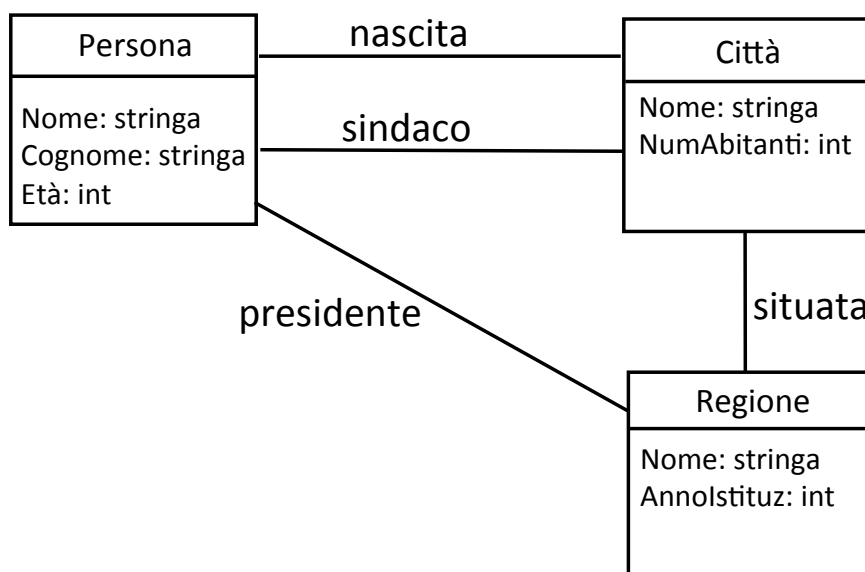 Persona
Nome: stringa
Cognome: stringa
Età: int
nascita
sindaco
Città
Nome: stringa
NumAbitanti: int
presidente
situata
Regione
Nome: stringa
AnnoIstituz: int